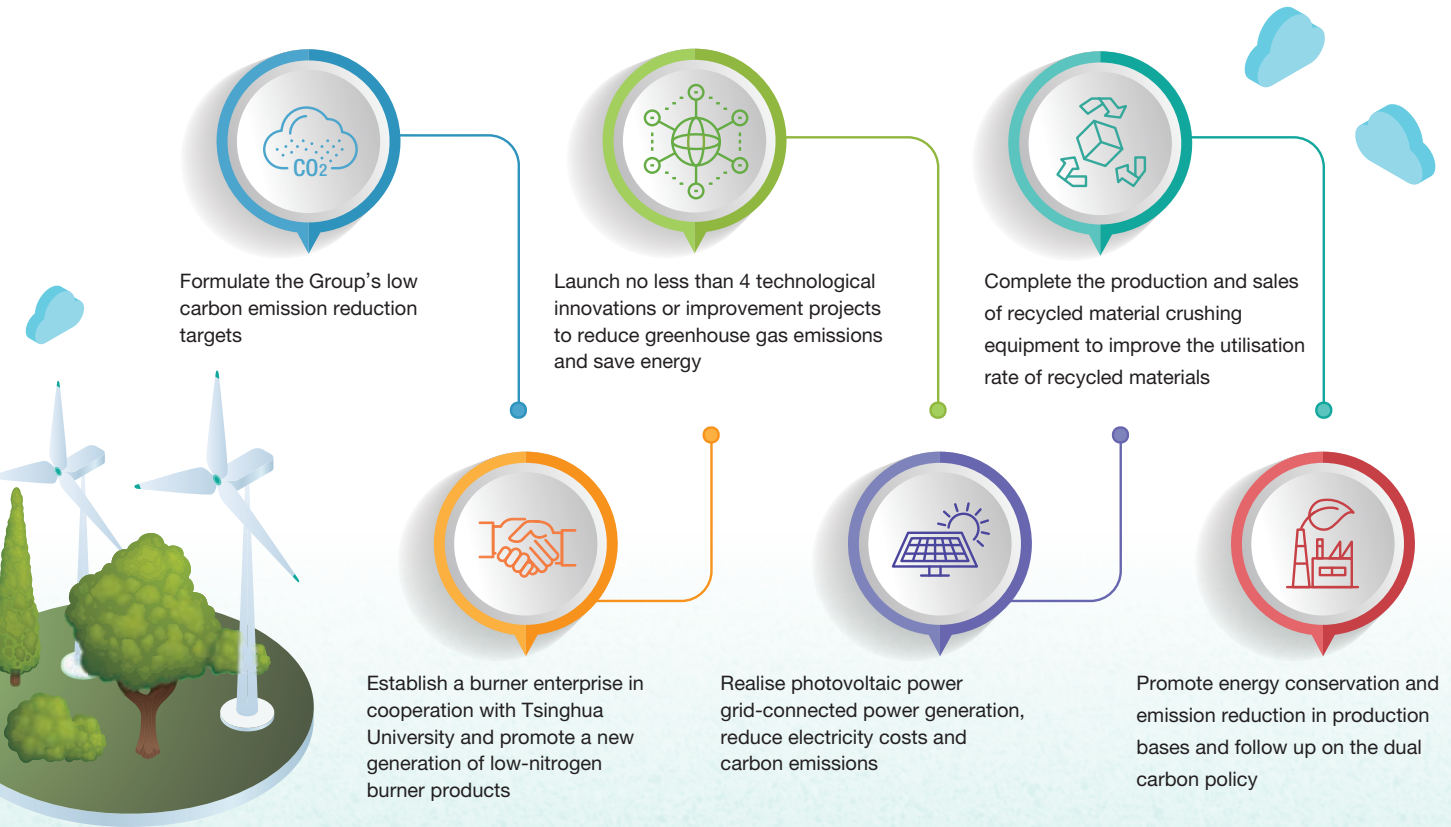 CO2
Formulate the Group's low
carbon emission reduction
targets
Establish a burner enterprise in
cooperation with Tsinghua
University and promote a new
generation of low-nitrogen
burner products
Launch no less than 4 technological
innovations or improvement projects
to reduce greenhouse gas emissions
and save energy
Realise photovoltaic power
grid-connected power generation,
reduce electricity costs and
carbon emissions
Complete the production and sales
of recycled material crushing
equipment to improve the utilisation
rate of recycled materials
Promote energy conservation and
emission reduction in production
bases and follow up on the dual
carbon policy